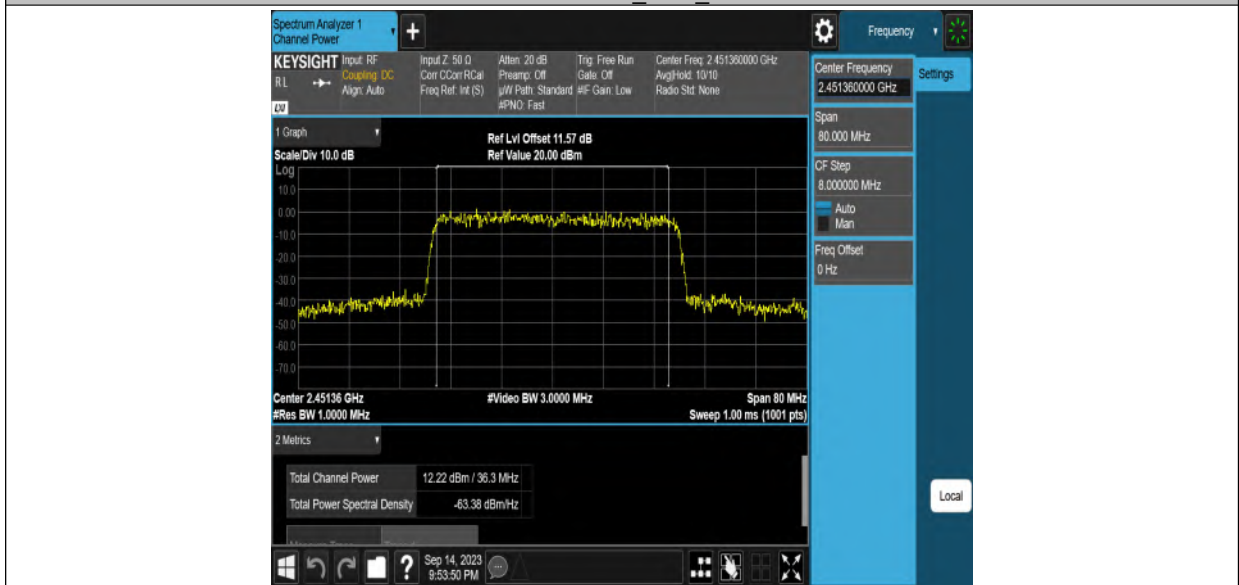 Spectrum Analyzer 1
Channel Power
+
Frequency
KEYSIGHT
RL
LXI
Input: RF
Coupling: DC
Align: Auto
Input Z: 50 Ω
Corr CCorr RCal
Freq Ref: Int (S)
Atten: 20 dB
Preamp: Off
µW Path: Standard
#PNO: Fast
Trig: Free Run
Gate: Off
#IF Gain: Low
Center Freq: 2.451360000 GHz
Avg|Hold: 10/10
Radio Std: None
Center Frequency
2.451360000 GHz
Settings
Span
80.000 MHz
CF Step
8.000000 MHz
Auto
Man
Freq Offset
0 Hz
1 Graph
Scale/Div 10.0 dB
Ref Lvl Offset 11.57 dB
Ref Value 20.00 dBm
Log
10.0
0.00
-10.0
-20.0
-30.0
-40.0
-50.0
-60.0
-70.0
Center 2.45136 GHz
#Video BW 3.0000 MHz
Span 80 MHz
#Res BW 1.0000 MHz
Sweep 1.00 ms (1001 pts)
2 Metrics
Total Channel Power 12.22 dBm / 36.3 MHz
Total Power Spectral Density -63.38 dBm/Hz
Local
?
Sep 14, 2023
9:53:50 PM